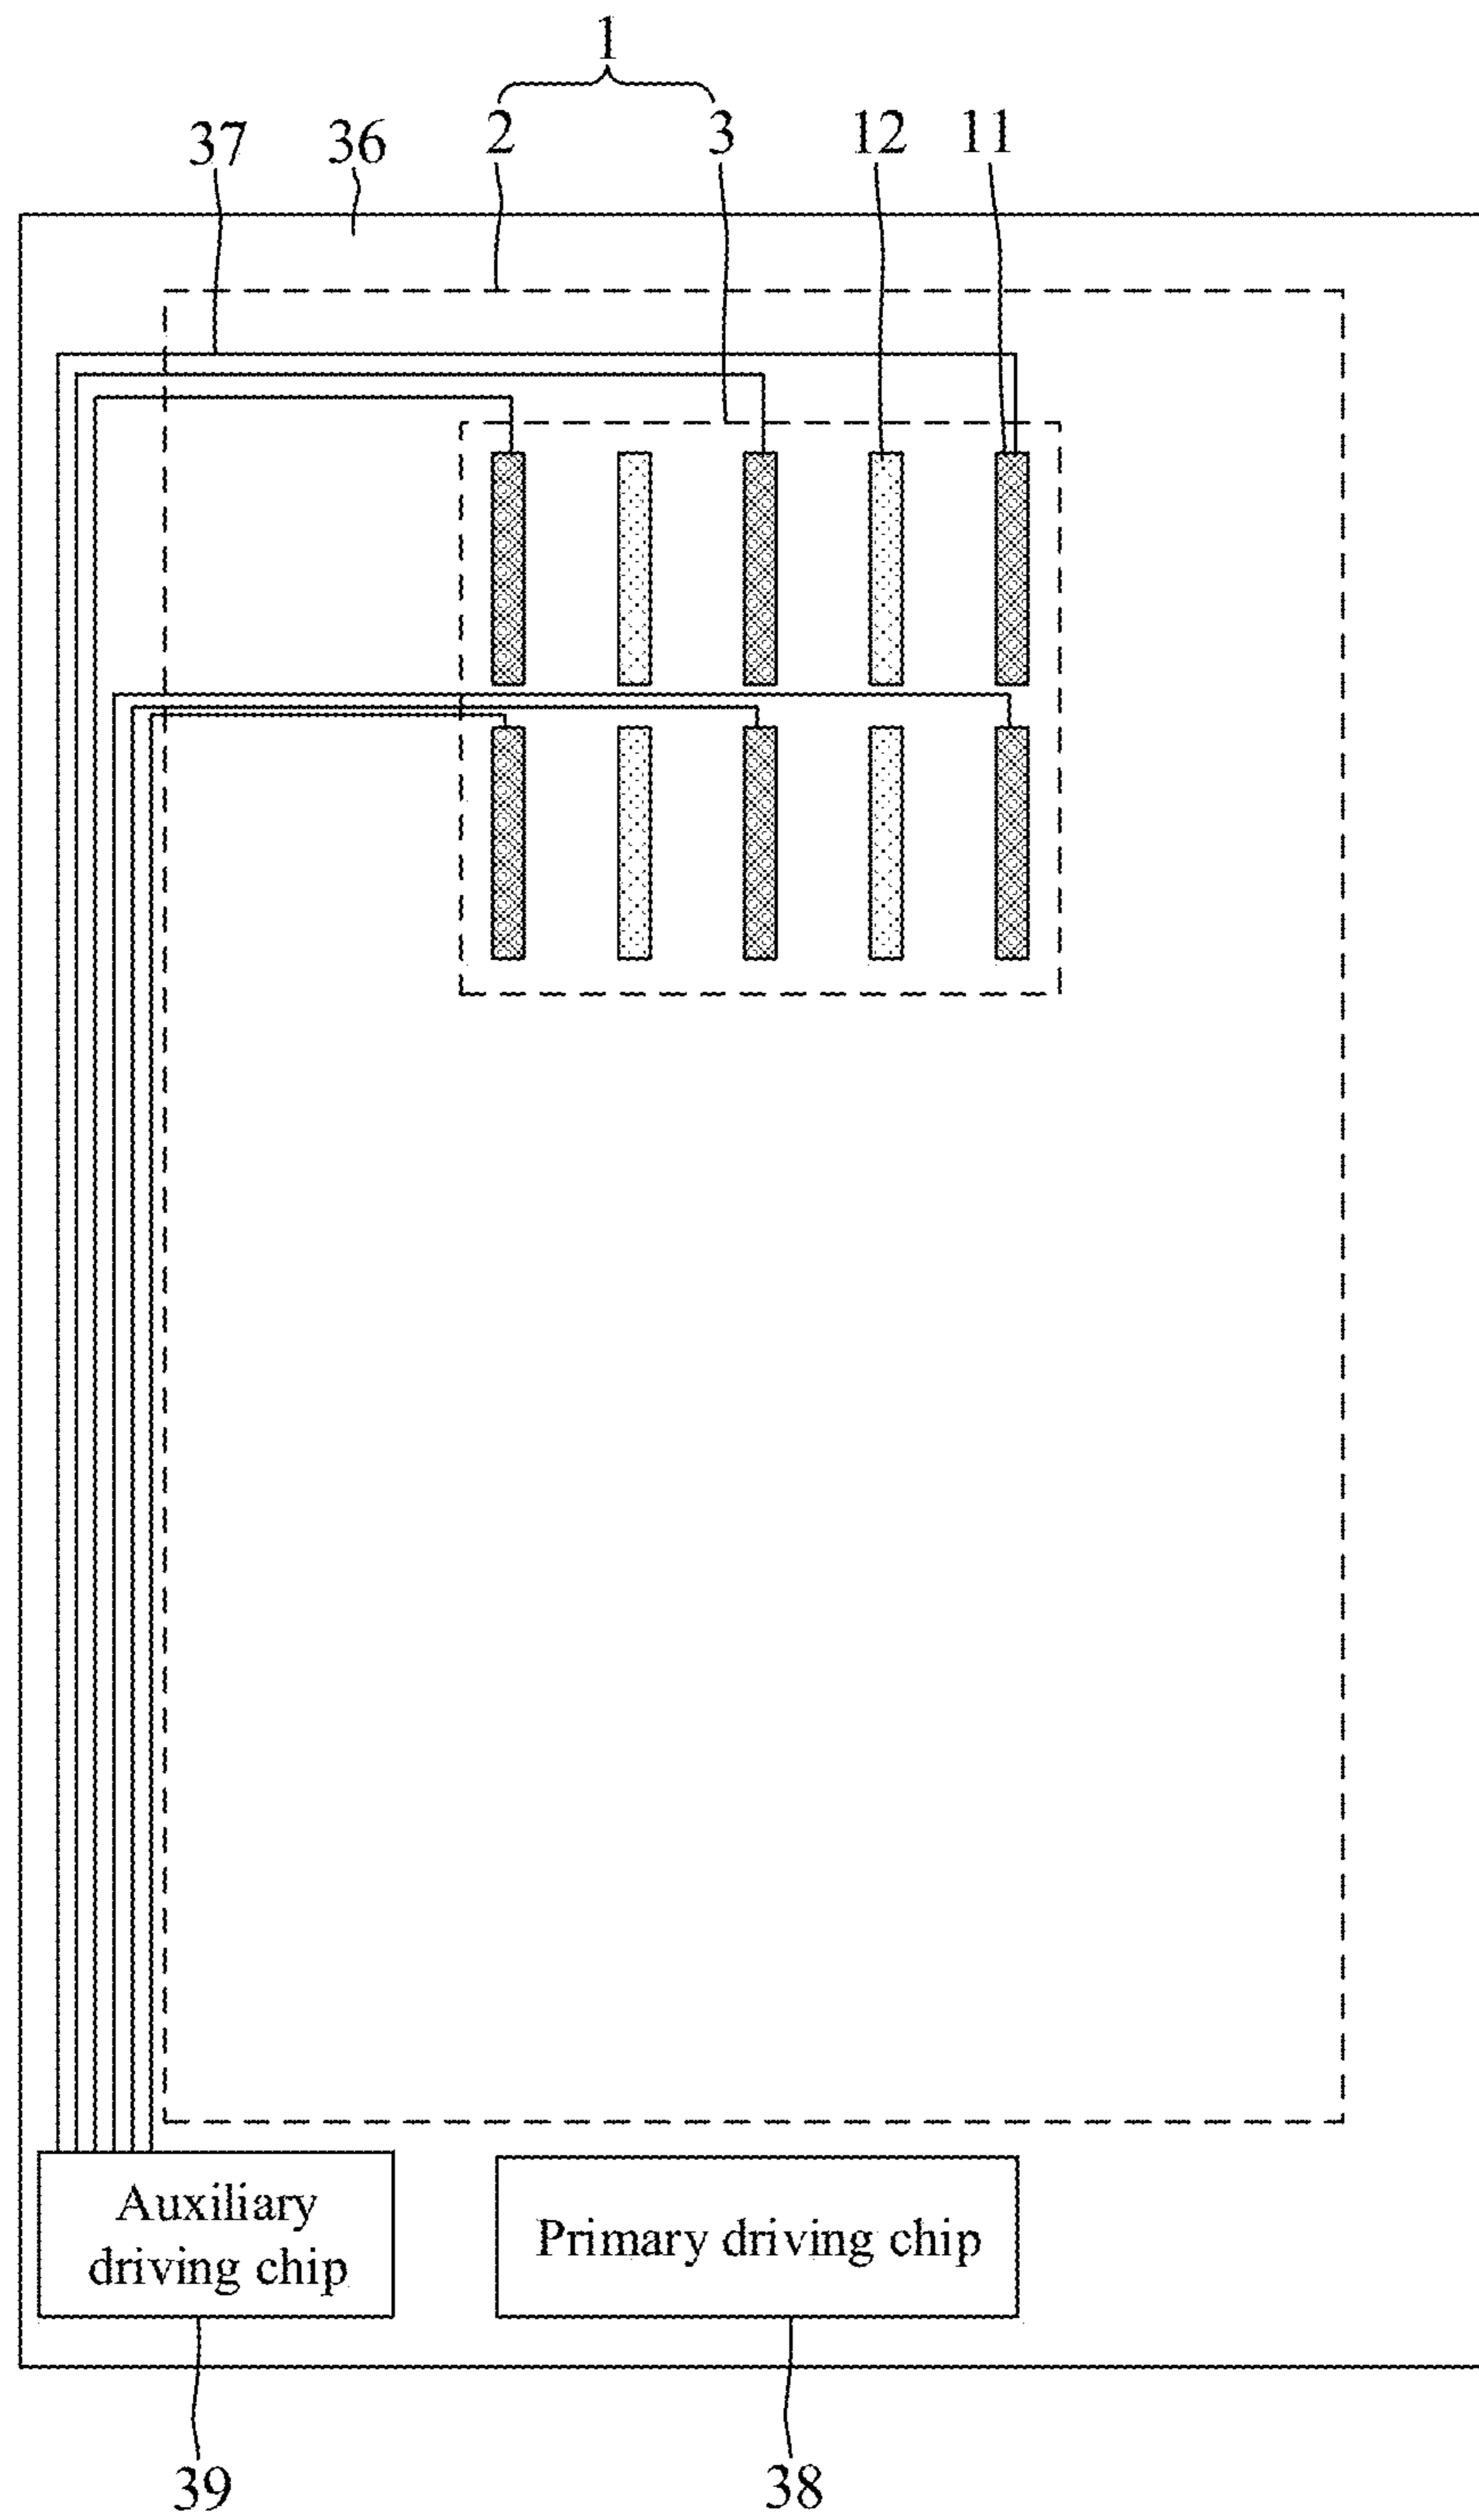 1
37 36 2 3 12 11
Auxiliary
driving chip
Primary driving chip
39 38